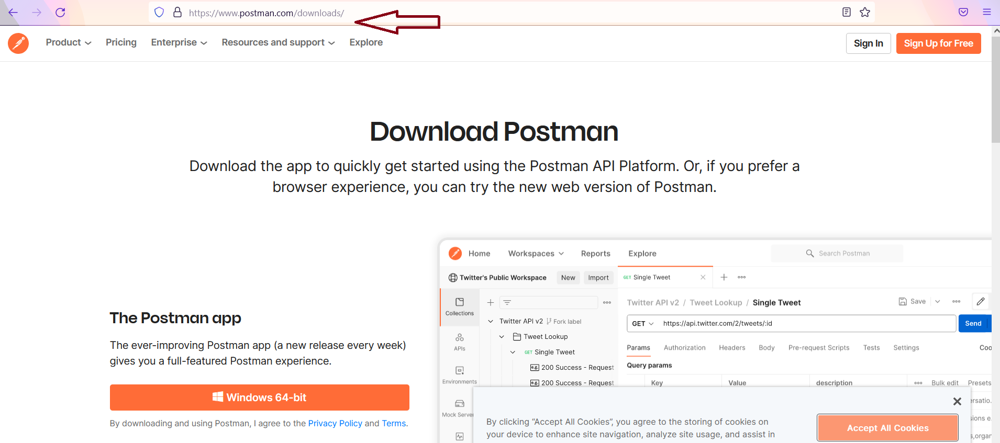 https://www.postman.com/downloads/
Product Pricing Enterprise Resources and support Explore
Sign In Sign Up for Free
Download Postman
Download the app to quickly get started using the Postman API Platform. Or, if you prefer a
browser experience, you can try the new web version of Postman.
The Postman app
The ever-improving Postman app (a new release every week)
gives you a full-featured Postman experience.
Windows 64-bit
By downloading and using Postman, I agree to the Privacy Policy and Terms.
Home Workspaces Reports Explore Search Postman
Twitter's Public Workspace New Import GET Single Tweet
Collections
APIs
Environments
Mock Server
Twitter API v2 Fork label
Tweet Lookup
GET Single Tweet
e.g. 200 Success - Request
e.g. 200 Success - Request
Twitter API v2 / Tweet Lookup / Single Tweet Save
GET https://api.twitter.com/2/tweets/:id Send
Params Authorization Headers Body Pre-request Scripts Tests Settings Coo
Query params
Key Value description Bulk edit Presets
By clicking “Accept All Cookies”, you agree to the storing of cookies on
your device to enhance site navigation, analyze site usage, and assist in
Accept All Cookies